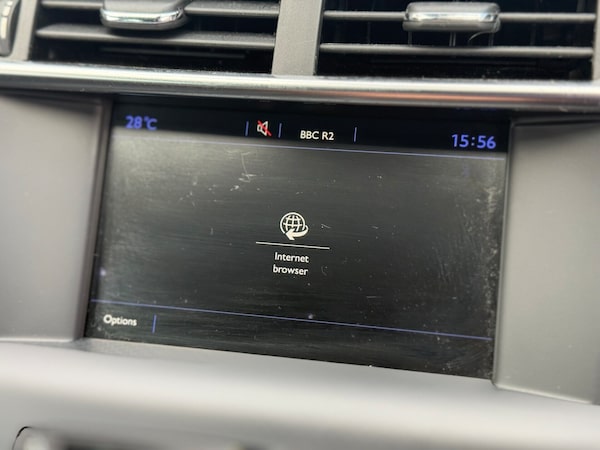 28°C
BBC R2
15:56
Internet
browser
Options